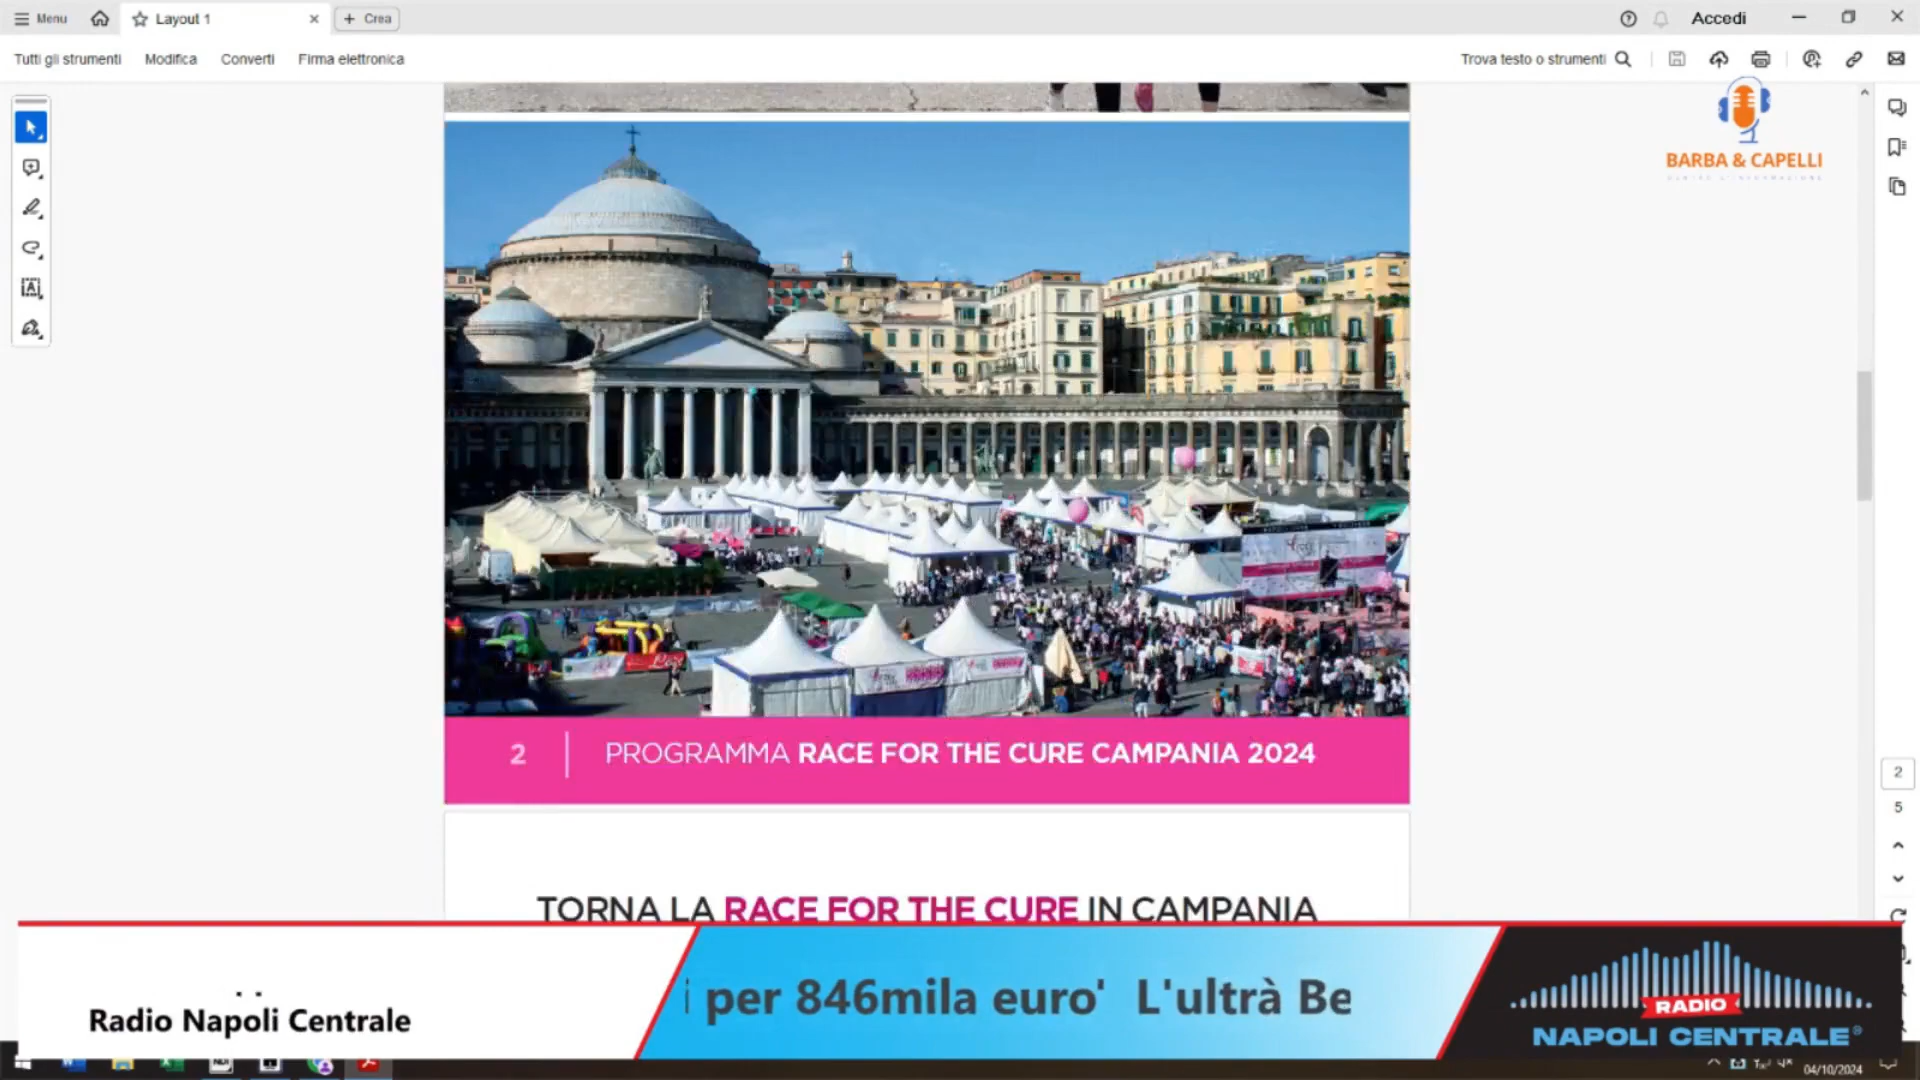 Menu
Layout 1
Crea
Accedi
Tutti gli strumenti
Modifica
Converti
Firma elettronica
Trova testo o strumenti
BARBA & CAPELLI
2 PROGRAMMA RACE FOR THE CURE CAMPANIA 2024
2
5
TORNA LA RACE FOR THE CURE IN CAMPANIA
Radio Napoli Centrale
i per 846mila euro' L'ultrà Be
RADIO
NAPOLI CENTRALE®
04/10/2024